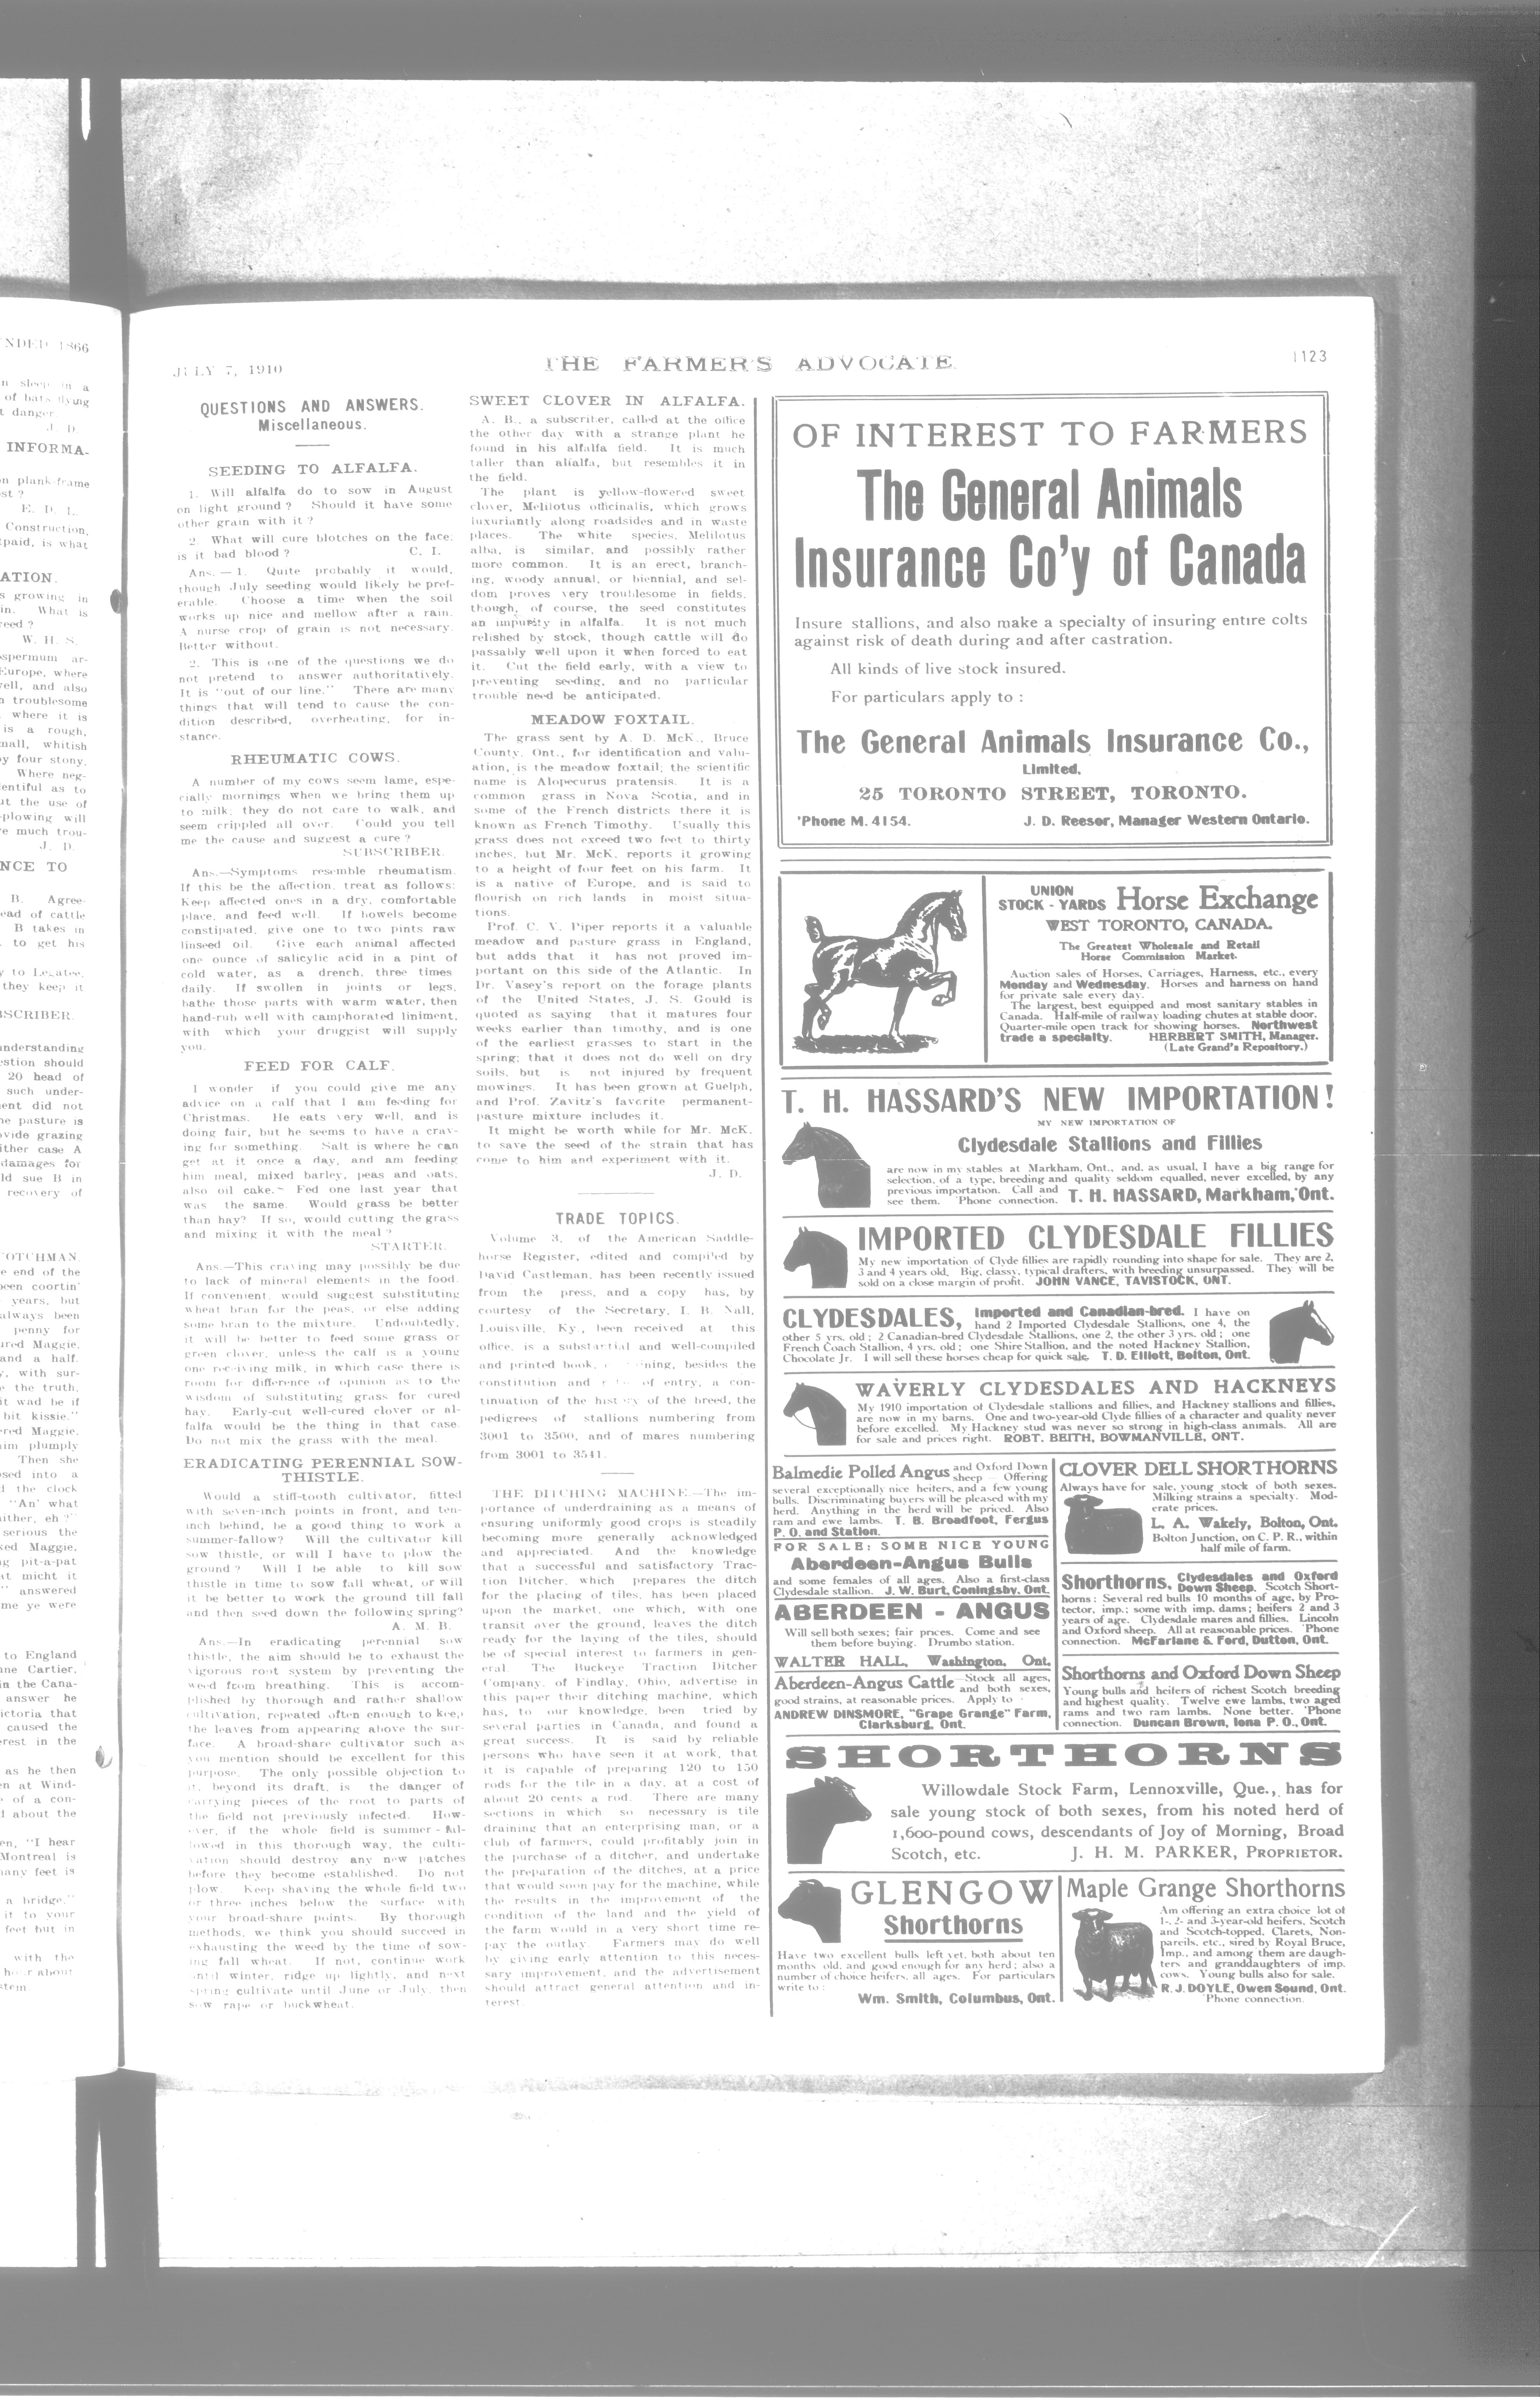 JULY 7, 1910
THE FARMER'S ADVOCATE.
1123
QUESTIONS AND ANSWERS.
Miscellaneous.
SEEDING TO ALFALFA.
1. Will alfalfa do to sow in August
on light ground? Should it have some
other grain with it?
2. What will cure blotches on the face;
is it bad blood? C. I.
Ans.—1. Quite probably it would,
though July seeding would likely be pref-
erable. Choose a time when the soil
works up nice and mellow after a rain.
A nurse crop of grain is not necessary.
Better without.
2. This is one of the questions we do
not pretend to answer authoritatively.
It is "out of our line." There are many
things that will tend to cause the con-
dition described, overheating, for in-
stance.
RHEUMATIC COWS.
A number of my cows seem lame, espe-
cially mornings when we bring them up
to milk; they do not care to walk, and
seem crippled all over. Could you tell
me the cause and suggest a cure?
SUBSCRIBER.
Ans.—Symptoms resemble rheumatism.
If this be the affection, treat as follows:
Keep affected ones in a dry, comfortable
place, and feed well. If bowels become
constipated, give one to two pints raw
linseed oil. Give each animal affected
one ounce of salicylic acid in a pint of
cold water, as a drench, three times
daily. If swollen in joints or legs,
bathe those parts with warm water, then
hand-rub well with camphorated liniment,
with which your druggist will supply
you.
FEED FOR CALF.
I wonder if you could give me any
advice on a calf that I am feeding for
Christmas. He eats very well, and is
doing fair, but he seems to have a crav-
ing for something. Salt is where he can
get at it once a day, and am feeding
him meal, mixed barley, peas and oats,
also oil cake. Fed one last year that
was the same. Would grass be better
than hay? If so, would cutting the grass
and mixing it with the meal?
STARTER.
Ans.—This craving may possibly be due
to lack of mineral elements in the food.
If convenient, would suggest substituting
wheat bran for the peas, or else adding
some bran to the mixture. Undoubtedly,
it will be better to feed some grass or
green clover, unless the calf is a young
one receiving milk, in which case there is
room for difference of opinion as to the
wisdom of substituting grass for cured
hay. Early-cut well-cured clover or al-
falfa would be the thing in that case.
Do not mix the grass with the meal.
ERADICATING PERENNIAL SOW-
THISTLE.
Would a stiff-tooth cultivator, fitted
with seven-inch points in front, and ten-
inch behind, be a good thing to work a
summer-fallow? Will the cultivator kill
sow thistle, or will I have to plow the
ground? Will I be able to kill sow
thistle in time to sow fall wheat, or will
it be better to work the ground till fall
and then seed down the following spring?
A. M. B.
Ans.—In eradicating perennial sow
thistle, the aim should be to exhaust the
vigorous root system by preventing the
weed from breathing. This is accom-
plished by thorough and rather shallow
cultivation, repeated often enough to keep
the leaves from appearing above the sur-
face. A broad-share cultivator such as
you mention should be excellent for this
purpose. The only possible objection to
it, beyond its draft, is the danger of
carrying pieces of the root to parts of
the field not previously infected. How-
ever, if the whole field is summer-fal-
lowed in this thorough way, the culti-
vation should destroy any new patches
before they become established. Do not
plow. Keep shaving the whole field two
or three inches below the surface with
your broad-share points. By thorough
methods, we think you should succeed in
exhausting the weed by the time of sow-
ing fall wheat. If not, continue work
until winter, ridge up lightly, and next
spring cultivate until June or July, then
sow rape or buckwheat.
SWEET CLOVER IN ALFALFA.
A. B., a subscriber, called at the office
the other day with a strange plant he
found in his alfalfa field. It is much
taller than alfalfa, but resembles it in
the field.
The plant is yellow-flowered sweet
clover, Melilotus officinalis, which grows
luxuriantly along roadsides and in waste
places. The white species, Melilotus
alba, is similar, and possibly rather
more common. It is an erect, branch-
ing, woody annual, or biennial, and sel-
dom proves very troublesome in fields,
though, of course, the seed constitutes
an impurity in alfalfa. It is not much
relished by stock, though cattle will do
passably well upon it when forced to eat
it. Cut the field early, with a view to
preventing seeding, and no particular
trouble need be anticipated.
MEADOW FOXTAIL.
The grass sent by A. D. McK., Bruce
County, Ont., for identification and valu-
ation, is the meadow foxtail; the scientific
name is Alopecurus pratensis. It is a
common grass in Nova Scotia, and in
some of the French districts there it is
known as French Timothy. Usually this
grass does not exceed two feet to thirty
inches, but Mr. McK. reports it growing
to a height of four feet on his farm. It
is a native of Europe, and is said to
flourish on rich lands in moist situa-
tions.
Prof. C. V. Piper reports it a valuable
meadow and pasture grass in England,
but adds that it has not proved im-
portant on this side of the Atlantic. In
Dr. Vasey's report on the forage plants
of the United States, J. S. Gould is
quoted as saying that it matures four
weeks earlier than timothy, and is one
of the earliest grasses to start in the
spring; that it does not do well on dry
soils, but is not injured by frequent
mowings. It has been grown at Guelph,
and Prof. Zavitz's favorite permanent-
pasture mixture includes it.
It might be worth while for Mr. McK.
to save the seed of the strain that has
come to him and experiment with it.
J. D.
TRADE TOPICS.
Volume 3, of the American Saddle-
horse Register, edited and compiled by
David Castleman, has been recently issued
from the press, and a copy has, by
courtesy of the Secretary, I. B. Nall,
Louisville, Ky., been received at this
office, is a substantial and well-compiled
and printed book, besides the
constitution and of entry, a con-
tinuation of the history of the breed, the
pedigrees of stallions numbering from
3001 to 3500, and of mares numbering
from 3001 to 3541.
THE DITCHING MACHINE.—The im-
portance of underdraining as a means of
ensuring uniformly good crops is steadily
becoming more generally acknowledged
and appreciated. And the knowledge
that a successful and satisfactory Trac-
tion Ditcher, which prepares the ditch
for the placing of tiles, has been placed
upon the market, one which, with one
transit over the ground, leaves the ditch
ready for the laying of the tiles, should
be of special interest to farmers in gen-
eral. The Buckeye Traction Ditcher
Company, of Findlay, Ohio, advertise in
this paper their ditching machine, which
has, to our knowledge, been tried by
several parties in Canada, and found a
great success. It is said by reliable
persons who have seen it at work, that
it is capable of preparing 120 to 150
rods for the tile in a day, at a cost of
about 20 cents a rod. There are many
sections in which so necessary is tile
draining that an enterprising man, or a
club of farmers, could profitably join in
the purchase of a ditcher, and undertake
the preparation of the ditches, at a price
that would soon pay for the machine, while
the results in the improvement of the
condition of the land and the yield of
the farm would in a very short time re-
pay the outlay. Farmers may do well
by giving early attention to this neces-
sary improvement, and the advertisement
should attract general attention and in-
terest.
OF INTEREST TO FARMERS
The General Animals
Insurance Co'y of Canada
Insure stallions, and also make a specialty of insuring entire colts
against risk of death during and after castration.
All kinds of live stock insured.
For particulars apply to :
The General Animals Insurance Co.,
Limited,
25 TORONTO STREET, TORONTO.
'Phone M. 4154. J. D. Reesor, Manager Western Ontario.
UNION
STOCK-YARDS Horse Exchange
WEST TORONTO, CANADA.
The Greatest Wholesale and Retail
Horse Commission Market.
Auction sales of Horses, Carriages, Harness, etc., every
Monday and Wednesday. Horses and harness on hand
for private sale every day.
The largest, best equipped and most sanitary stables in
Canada. Half-mile of railway loading chutes at stable door.
Quarter-mile open track for showing horses. Northwest
trade a specialty. HERBERT SMITH, Manager.
(Late Grand's Repository.)
T. H. HASSARD'S NEW IMPORTATION!
MY NEW IMPORTATION OF
Clydesdale Stallions and Fillies
are now in my stables at Markham, Ont., and, as usual, I have a big range for
selection, of a type, breeding and quality seldom equalled, never excelled, by any
previous importation. Call and
see them. 'Phone connection. T. H. HASSARD, Markham, Ont.
IMPORTED CLYDESDALE FILLIES
My new importation of Clyde fillies are rapidly rounding into shape for sale. They are 2,
3 and 4 years old. Big, classy, typical drafters, with breeding unsurpassed. They will be
sold on a close margin of profit. JOHN VANCE, TAVISTOCK, ONT.
CLYDESDALES, Imported and Canadian-bred. I have on
hand 2 Imported Clydesdale Stallions, one 4, the
other 5 yrs. old; 2 Canadian-bred Clydesdale Stallions, one 2, the other 3 yrs. old; one
French Coach Stallion, 4 yrs. old; one Shire Stallion, and the noted Hackney Stallion,
Chocolate Jr. I will sell these horses cheap for quick sale. T. D. Elliott, Bolton, Ont.
WAVERLY CLYDESDALES AND HACKNEYS
My 1910 importation of Clydesdale stallions and fillies, and Hackney stallions and fillies,
are now in my barns. One and two-year-old Clyde fillies of a character and quality never
before excelled. My Hackney stud was never so strong in high-class animals. All are
for sale and prices right. ROBT. BEITH, BOWMANVILLE, ONT.
Balmedie Polled Angus and Oxford Down
sheep — Offering
several exceptionally nice heifers, and a few young
bulls. Discriminating buyers will be pleased with my
herd. Anything in the herd will be priced. Also
ram and ewe lambs. T. B. Broadfoot, Fergus
P. O. and Station.
FOR SALE: SOME NICE YOUNG
Aberdeen-Angus Bulls
and some females of all ages. Also a first-class
Clydesdale stallion. J. W. Burt, Coningsby, Ont.
ABERDEEN - ANGUS
Will sell both sexes; fair prices. Come and see
them before buying. Drumbo station.
WALTER HALL, Washington, Ont.
Aberdeen-Angus Cattle—Stock all ages,
and both sexes,
good strains, at reasonable prices. Apply to
ANDREW DINSMORE, "Grape Grange" Farm,
Clarksburg, Ont.
CLOVER DELL SHORTHORNS
Always have for sale, young stock of both sexes.
Milking strains a specialty. Mod-
erate prices.
L. A. Wakely, Bolton, Ont.
Bolton Junction, on C. P. R., within
half mile of farm.
Shorthorns, Clydesdales and Oxford
Down Sheep. Scotch Short-
horns: Several red bulls 10 months of age, by Pro-
tector, imp.; some with imp. dams; heifers 2 and 3
years of age. Clydesdale mares and fillies. Lincoln
and Oxford sheep. All at reasonable prices. 'Phone
connection. McFarlane & Ford, Dutton, Ont.
Shorthorns and Oxford Down Sheep
Young bulls and heifers of richest Scotch breeding
and highest quality. Twelve ewe lambs, two aged
rams and two ram lambs. None better. 'Phone
connection. Duncan Brown, Iona P. O., Ont.
SHORTHORNS
Willowdale Stock Farm, Lennoxville, Que., has for
sale young stock of both sexes, from his noted herd of
1,600-pound cows, descendants of Joy of Morning, Broad
Scotch, etc. J. H. M. PARKER, PROPRIETOR.
GLENGOW
Shorthorns
Have two excellent bulls left yet, both about ten
months old, and good enough for any herd; also a
number of choice heifers, all ages. For particulars
write to:
Wm. Smith, Columbus, Ont.
Maple Grange Shorthorns
Am offering an extra choice lot of
1-, 2- and 3-year-old heifers, Scotch
and Scotch-topped, Clarets, Non-
pareils, etc., sired by Royal Bruce,
Imp., and among them are daugh-
ters and granddaughters of imp.
cows. Young bulls also for sale.
R. J. DOYLE, Owen Sound, Ont.
'Phone connection.